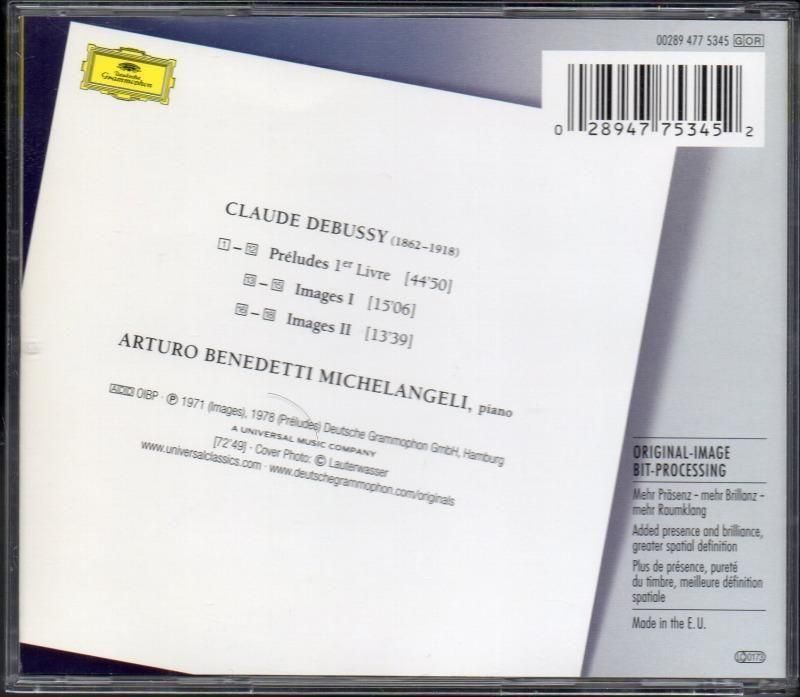 Deutsche
Grammophon
00289 477 5345 GOR
0 28947 75345 2
CLAUDE DEBUSSY (1862–1918)
1 – 12 Préludes 1er Livre [44'50]
13 – 15 Images I [15'06]
16 – 18 Images II [13'39]
ARTURO BENEDETTI MICHELANGELI, piano
ADD OIBP · ℗ 1971 (Images), 1978 (Préludes) Deutsche Grammophon GmbH, Hamburg
A UNIVERSAL MUSIC COMPANY
[72'49] · Cover Photo: © Lauterwasser
www.universalclassics.com · www.deutschegrammophon.com/originals
ORIGINAL-IMAGE
BIT-PROCESSING
Mehr Präsenz – mehr Brillanz –
mehr Raumklang
Added presence and brilliance,
greater spatial definition
Plus de présence, pureté
du timbre, meilleure définition
spatiale
Made in the E.U.
LC 0173